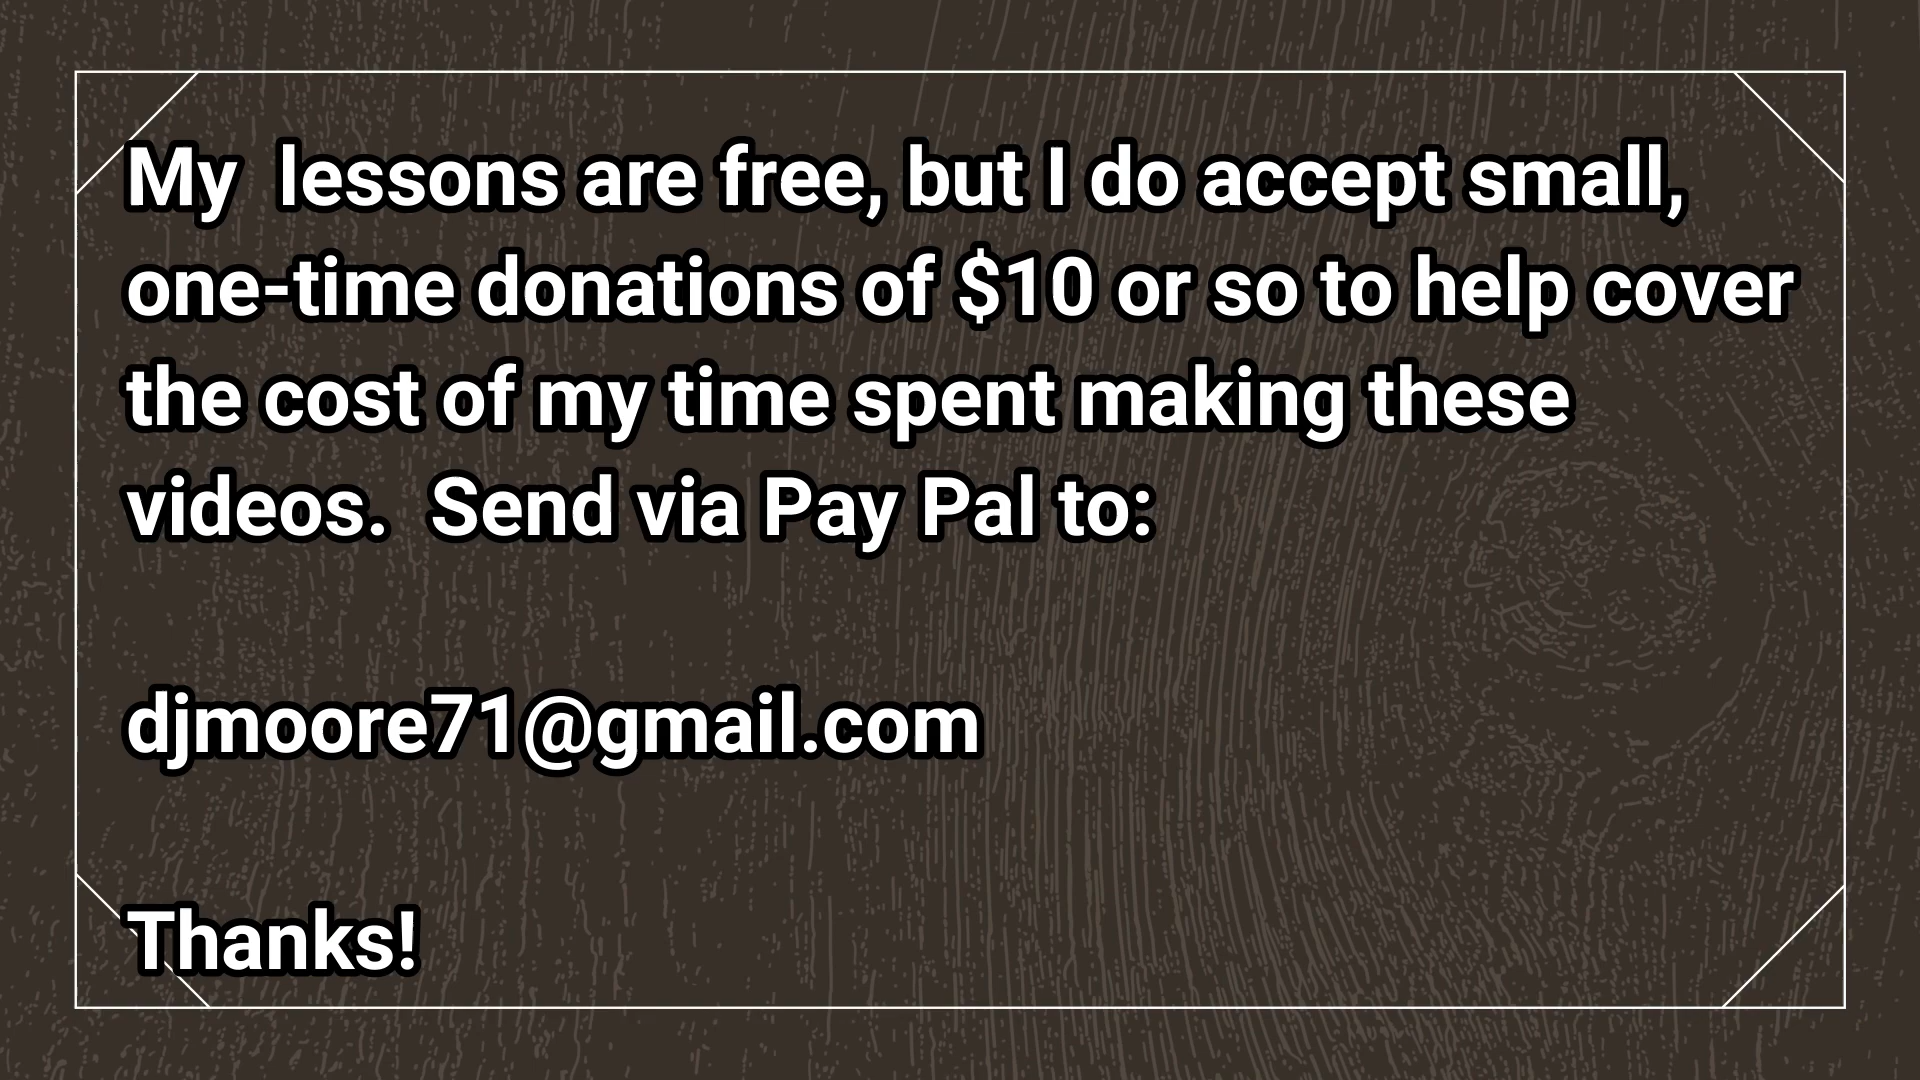 My  lessons are free, but I do accept small,
one-time donations of $10 or so to help cover
the cost of my time spent making these
videos.  Send via Pay Pal to:
djmoore71@gmail.com
Thanks!